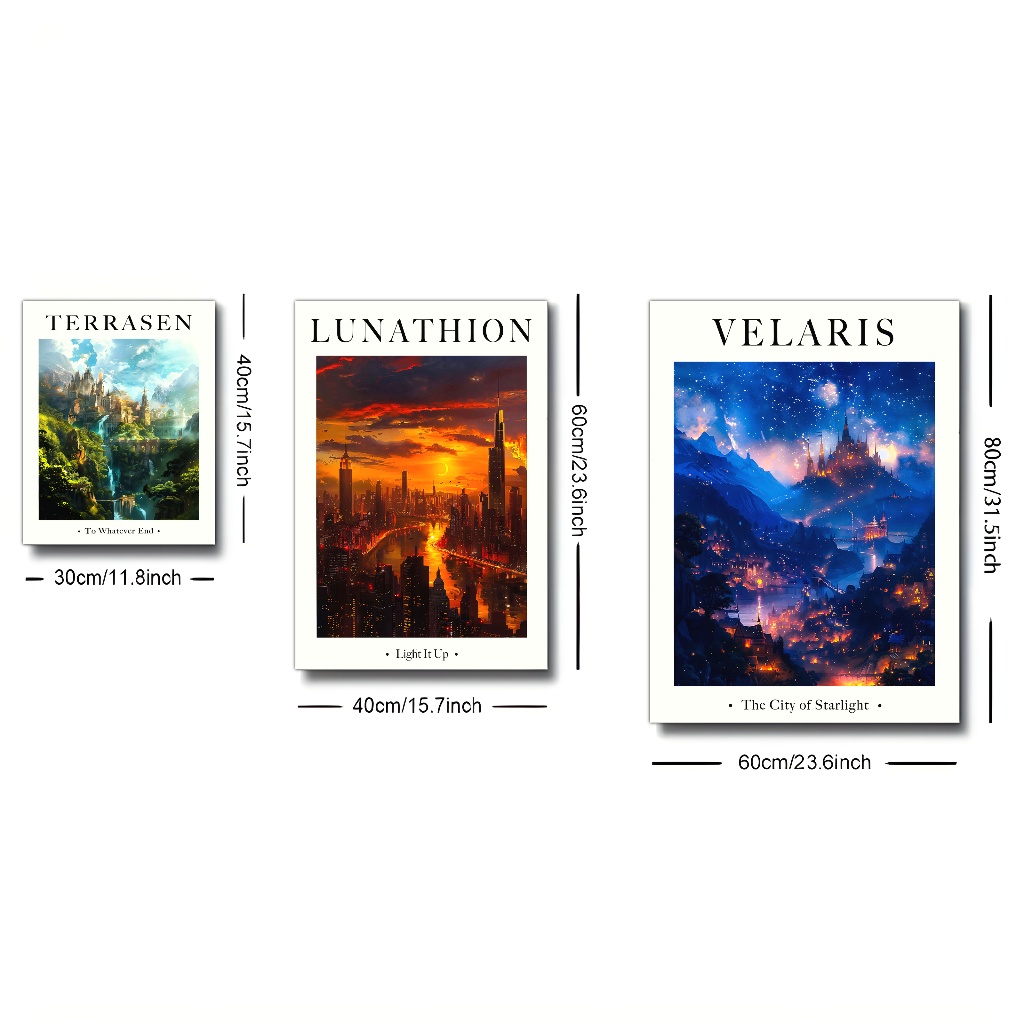 TERRASEN
• To Whatever End •
40cm/15.7inch
30cm/11.8inch
LUNATHION
• Light It Up •
60cm/23.6inch
40cm/15.7inch
VELARIS
• The City of Starlight •
80cm/31.5inch
60cm/23.6inch